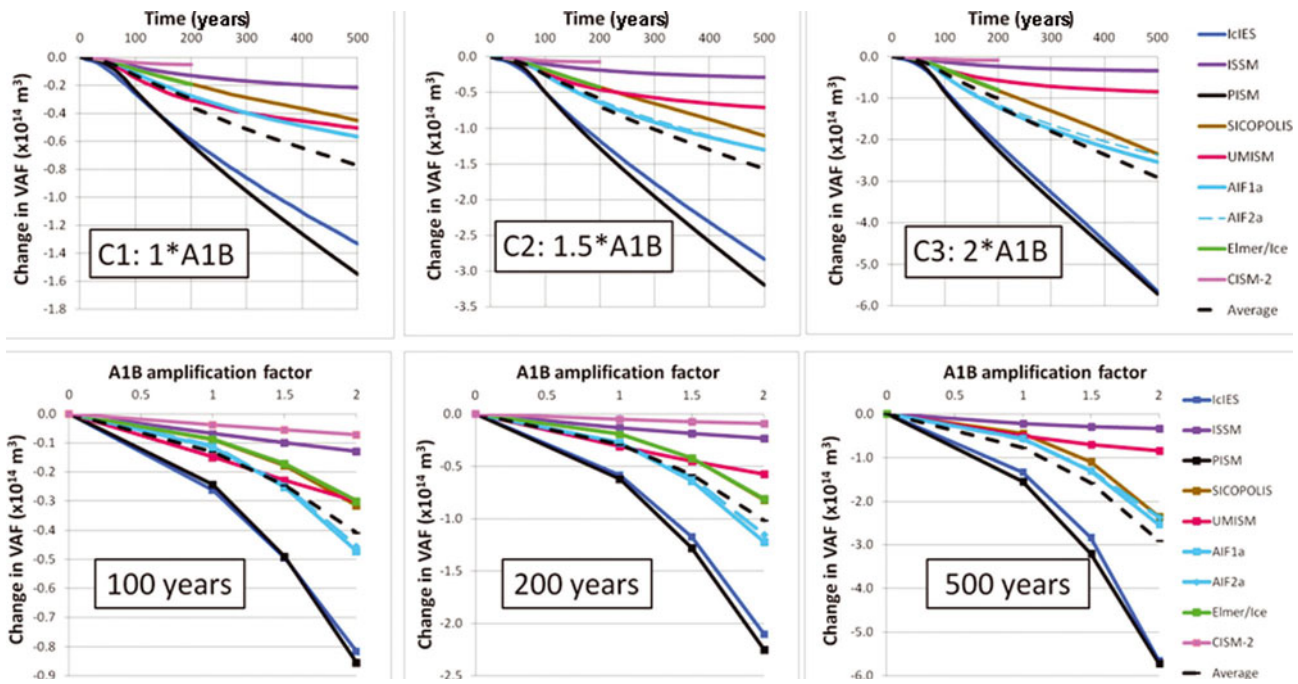 Time (years)
0 100 200 300 400 500
Change in VAF (x10¹⁴ m³)
0.0
-0.2
-0.4
-0.6
-0.8
-1.0
-1.2
-1.4
-1.6
-1.8
C1: 1*A1B
Time (years)
0 100 200 300 400 500
Change in VAF (x10¹⁴ m³)
0.0
-0.5
-1.0
-1.5
-2.0
-2.5
-3.0
-3.5
C2: 1.5*A1B
Time (years)
0 100 200 300 400 500
Change in VAF (x10¹⁴ m³)
0.0
-1.0
-2.0
-3.0
-4.0
-5.0
-6.0
C3: 2*A1B
IcIES
ISSM
PISM
SICOPOLIS
UMISM
AIF1a
AIF2a
Elmer/Ice
CISM-2
Average
A1B amplification factor
0 0.5 1 1.5 2
Change in VAF (x10¹⁴ m³)
0.0
-0.1
-0.2
-0.3
-0.4
-0.5
-0.6
-0.7
-0.8
-0.9
100 years
A1B amplification factor
0 0.5 1 1.5 2
Change in VAF (x10¹⁴ m³)
0.0
-0.5
-1.0
-1.5
-2.0
-2.5
200 years
A1B amplification factor
0 0.5 1 1.5 2
Change in VAF (x10¹⁴ m³)
0.0
-1.0
-2.0
-3.0
-4.0
-5.0
-6.0
500 years
IcIES
ISSM
PISM
SICOPOLIS
UMISM
AIF1a
AIF2a
Elmer/Ice
CISM-2
Average